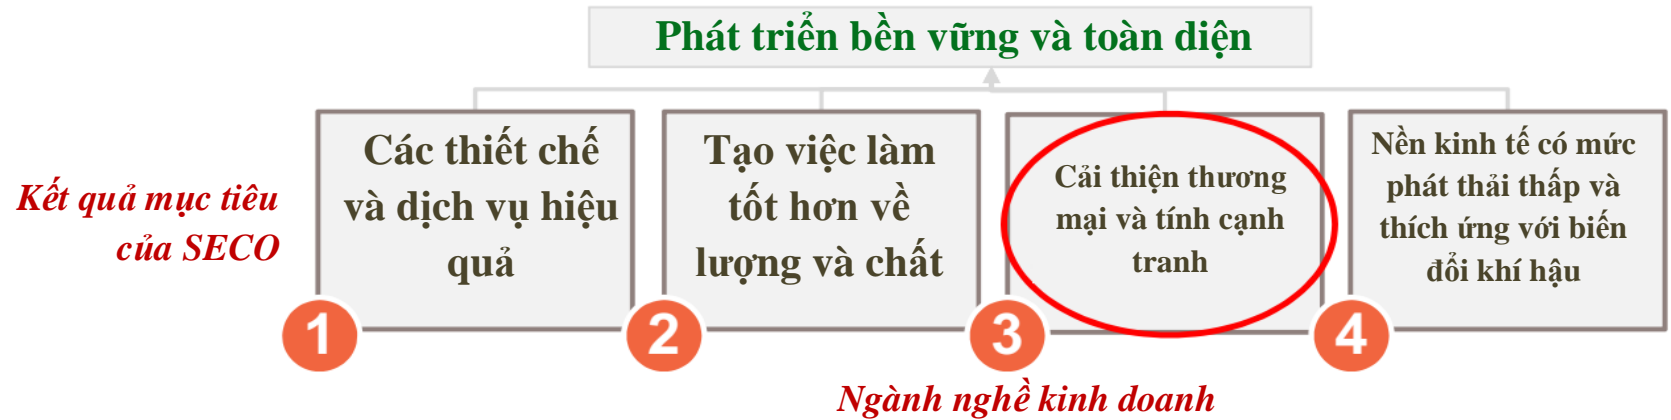 Phát triển bền vững và toàn diện
Kết quả mục tiêu
của SECO
Các thiết chế
và dịch vụ hiệu
quả
1
Tạo việc làm
tốt hơn về
lượng và chất
2
Cải thiện thương
mại và tính cạnh
tranh
3
Nền kinh tế có mức
phát thải thấp và
thích ứng với biến
đổi khí hậu
4
Ngành nghề kinh doanh